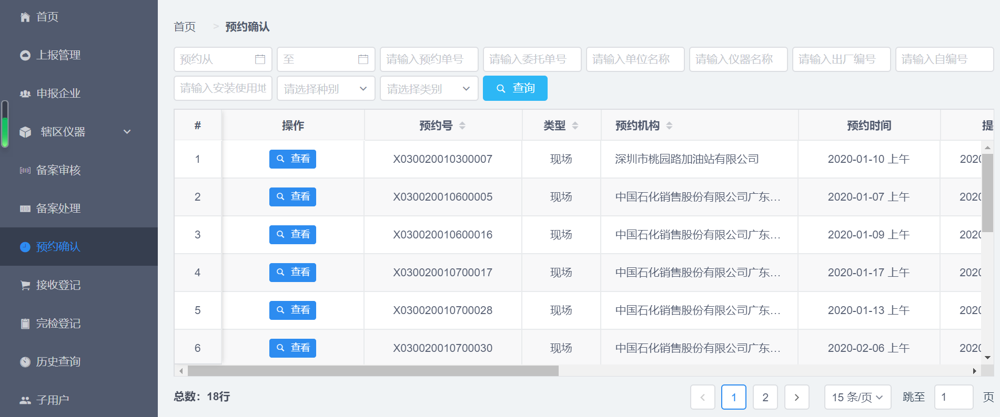 首页
上报管理
申报企业
辖区仪器
备案审核
备案处理
预约确认
接收登记
完检登记
历史查询
子用户
首页 > 预约确认
预约从 至 请输入预约单号 请输入委托单号 请输入单位名称 请输入仪器名称 请输入出厂编号 请输入自编号
请输入安装使用地 请选择种别 请选择类别 查询
# 操作 预约号 类型 预约机构 预约时间 提
1 查看 X030020010300007 现场 深圳市桃园路加油站有限公司 2020-01-10 上午 2020
2 查看 X030020010600005 现场 中国石化销售股份有限公司广东... 2020-01-07 上午 2020
3 查看 X030020010600016 现场 中国石化销售股份有限公司广东... 2020-01-09 上午 2020
4 查看 X030020010700017 现场 中国石化销售股份有限公司广东... 2020-01-17 上午 2020
5 查看 X030020010700028 现场 中国石化销售股份有限公司广东... 2020-01-13 上午 2020
6 查看 X030020010700030 现场 中国石化销售股份有限公司广东... 2020-02-06 上午 2020
总数：18行 1 2 15 条/页 跳至 1 页